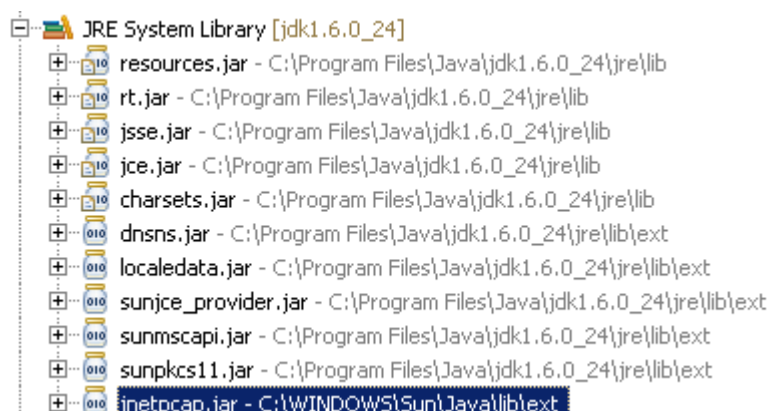 JRE System Library [jdk1.6.0_24]
resources.jar - C:\Program Files\Java\jdk1.6.0_24\jre\lib
rt.jar - C:\Program Files\Java\jdk1.6.0_24\jre\lib
jsse.jar - C:\Program Files\Java\jdk1.6.0_24\jre\lib
jce.jar - C:\Program Files\Java\jdk1.6.0_24\jre\lib
charsets.jar - C:\Program Files\Java\jdk1.6.0_24\jre\lib
dnsns.jar - C:\Program Files\Java\jdk1.6.0_24\jre\lib\ext
localedata.jar - C:\Program Files\Java\jdk1.6.0_24\jre\lib\ext
sunjce_provider.jar - C:\Program Files\Java\jdk1.6.0_24\jre\lib\ext
sunmscapi.jar - C:\Program Files\Java\jdk1.6.0_24\jre\lib\ext
sunpkcs11.jar - C:\Program Files\Java\jdk1.6.0_24\jre\lib\ext
jnetpcap.jar - C:\WINDOWS\Sun\Java\lib\ext